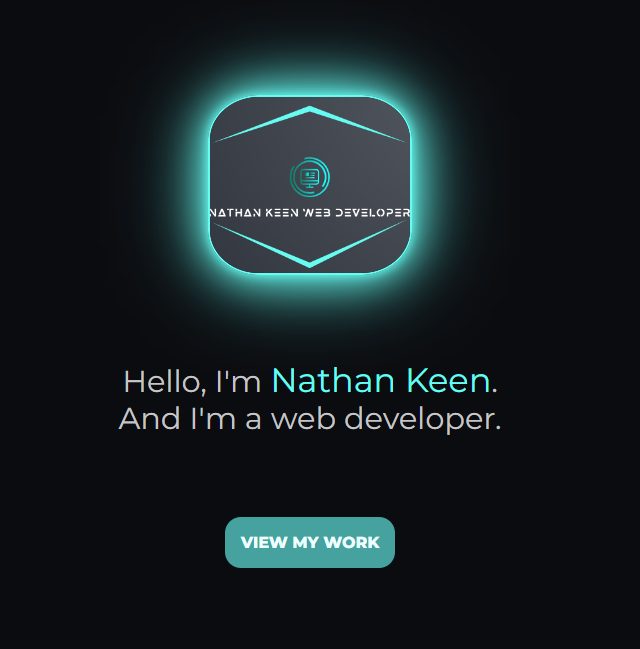 NATHAN KEEN WEB DEVELOPER
Hello, I'm Nathan Keen.
And I'm a web developer.
VIEW MY WORK